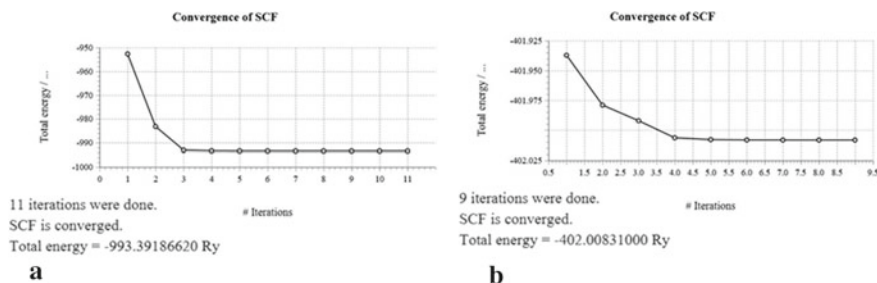 Convergence of SCF
Total energy / ...
-950
-960
-970
-980
-990
-1000
0 1 2 3 4 5 6 7 8 9 10 11
# Iterations
11 iterations were done.
SCF is converged.
Total energy = -993.39186620 Ry
a
Convergence of SCF
Total energy / ...
-401.925
-401.950
-401.975
-402.025
0.5 1.5 2.0 2.5 3.0 3.5 4.0 4.5 5.0 5.5 6.0 6.5 7.0 7.5 8.0 8.5 9.5
# Iterations
9 iterations were done.
SCF is converged.
Total energy = -402.00831000 Ry
b